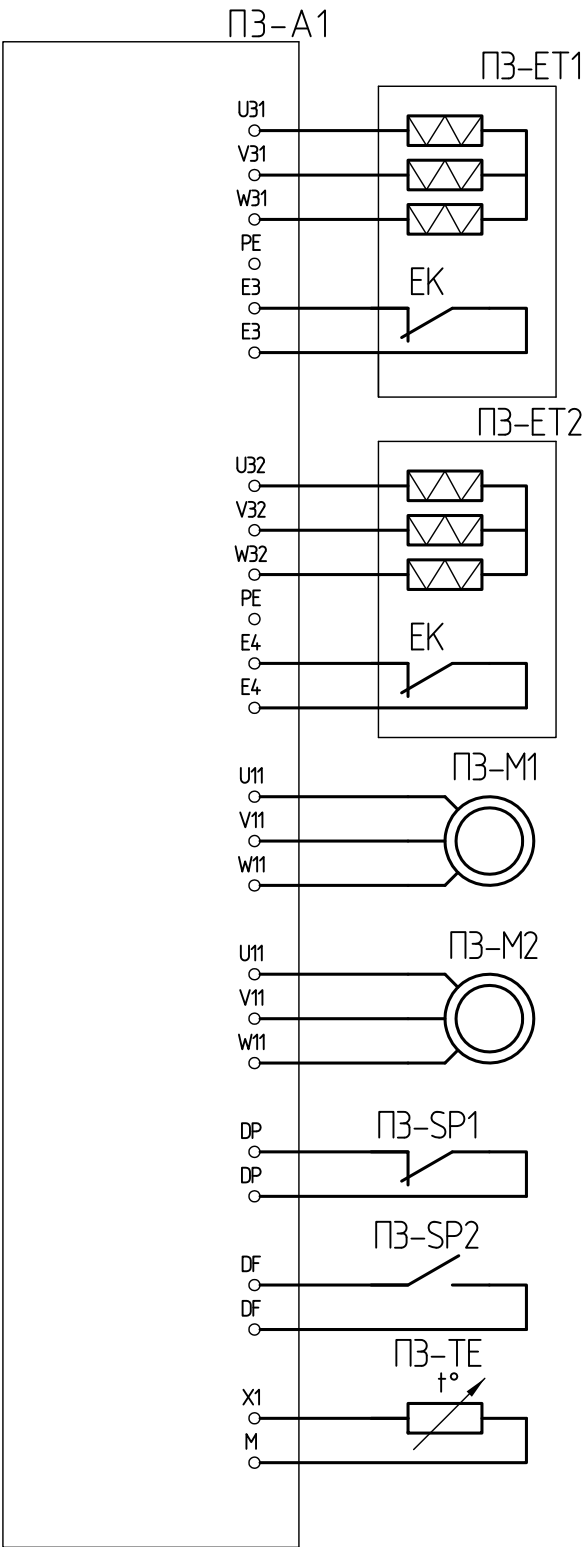 П3-А1
П3-ЕТ1
U31
V31
W31
PE
E3
EK
E3
П3-ЕТ2
U32
V32
W32
PE
E4
EK
E4
П3-М1
U11
V11
W11
П3-М2
U11
V11
W11
П3-SP1
DP
DP
П3-SP2
DF
DF
П3-ТЕ
t°
X1
M